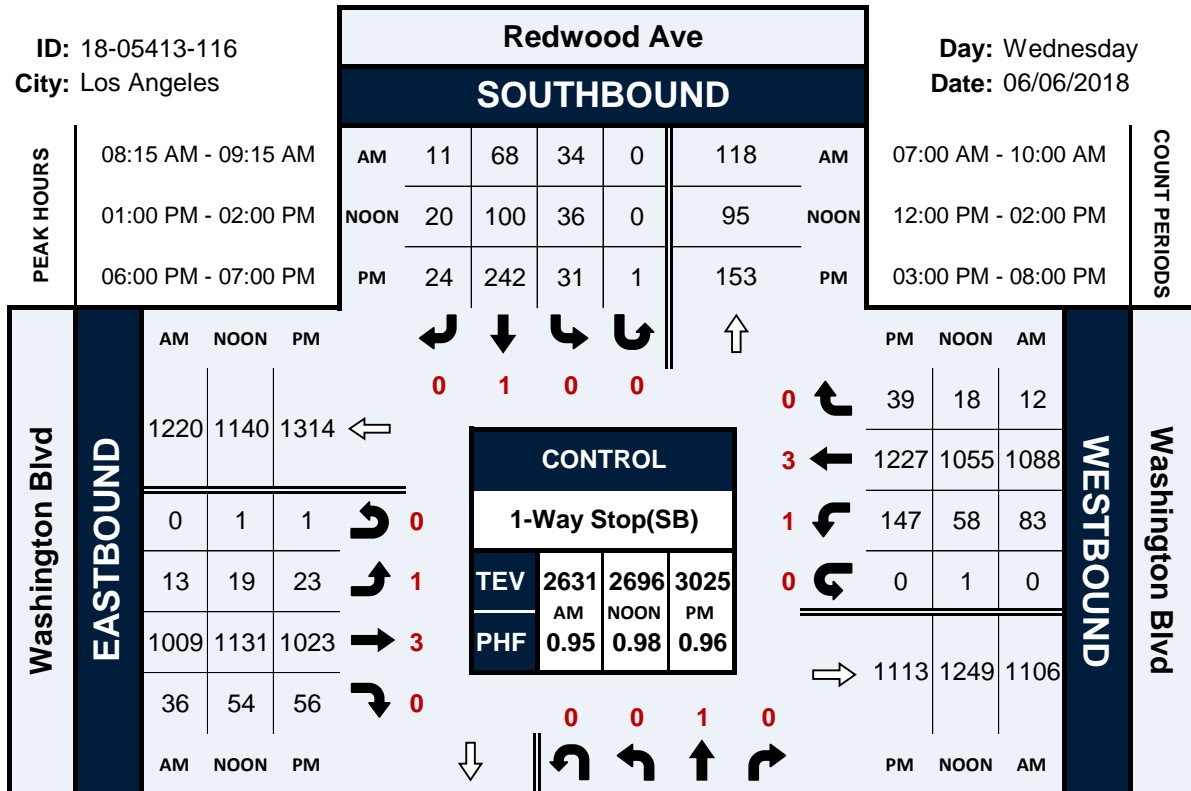 Redwood Ave
ID: 18-05413-116
Day: Wednesday
City: Los Angeles
Date: 06/06/2018
SOUTHBOUND
PEAK HOURS
08:15 AM - 09:15 AM
AM 11 68 34 0 118 AM
07:00 AM - 10:00 AM
COUNT PERIODS
01:00 PM - 02:00 PM
NOON 20 100 36 0 95 NOON
12:00 PM - 02:00 PM
06:00 PM - 07:00 PM
PM 24 242 31 1 153 PM
03:00 PM - 08:00 PM
AM NOON PM
PM NOON AM
0 1 0 0
0 39 18 12
1220 1140 1314
3 1227 1055 1088
Washington Blvd
EASTBOUND
CONTROL
WESTBOUND
Washington Blvd
0 1 1 0
1-Way Stop(SB)
1 147 58 83
13 19 23 1
TEV 2631 2696 3025
0 0 1 0
AM NOON PM
1009 1131 1023 3
PHF 0.95 0.98 0.96
1113 1249 1106
36 54 56 0
0 0 1 0
AM NOON PM
PM NOON AM